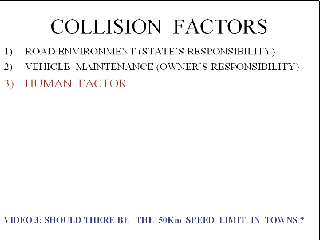 COLLISION FACTORS
1) ROAD ENVIRONMENT (STATE'S RESPONSIBILITY)
2) VEHICLE MAINTENANCE (OWNER'S RESPONSIBILITY)
3) HUMAN FACTOR
VIDEO 3: SHOULD THERE BE THE 50Km SPEED LIMIT IN TOWNS ?